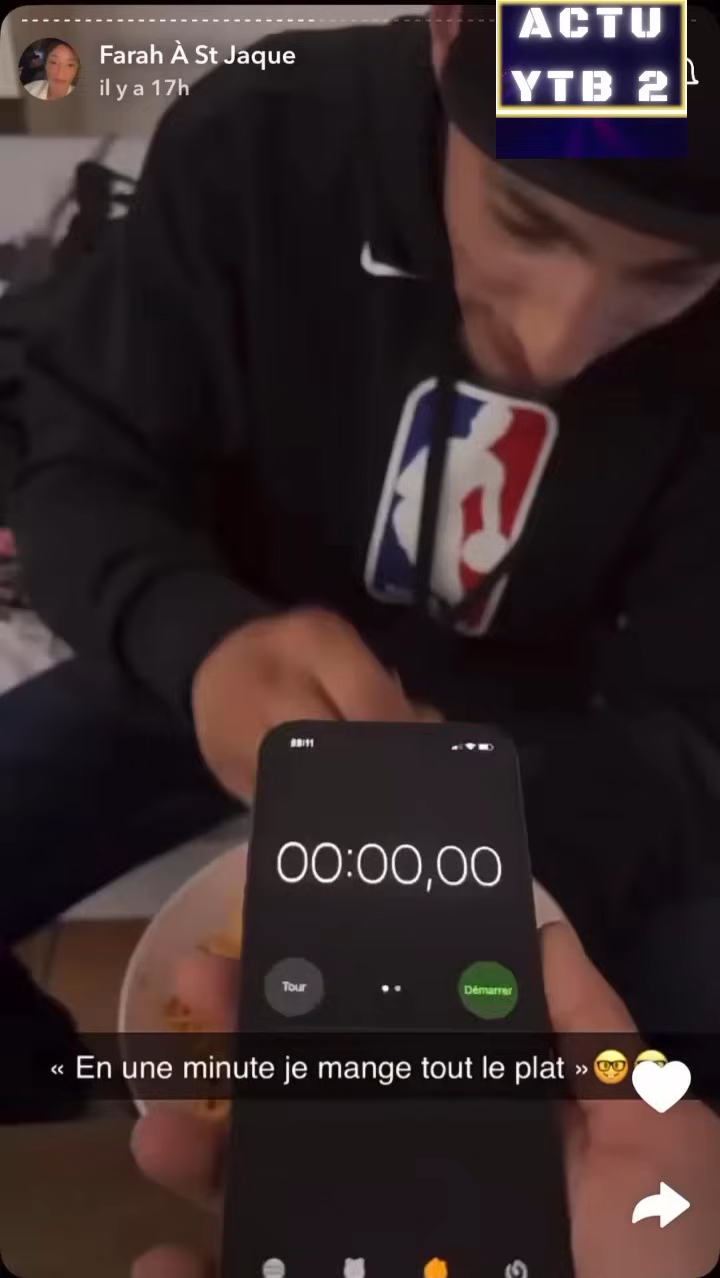 Farah À St Jaque
il y a 17h
ACTU
YTB 2
00:00,00
Tour
Démarrer
« En une minute je mange tout le plat »🤓🤓